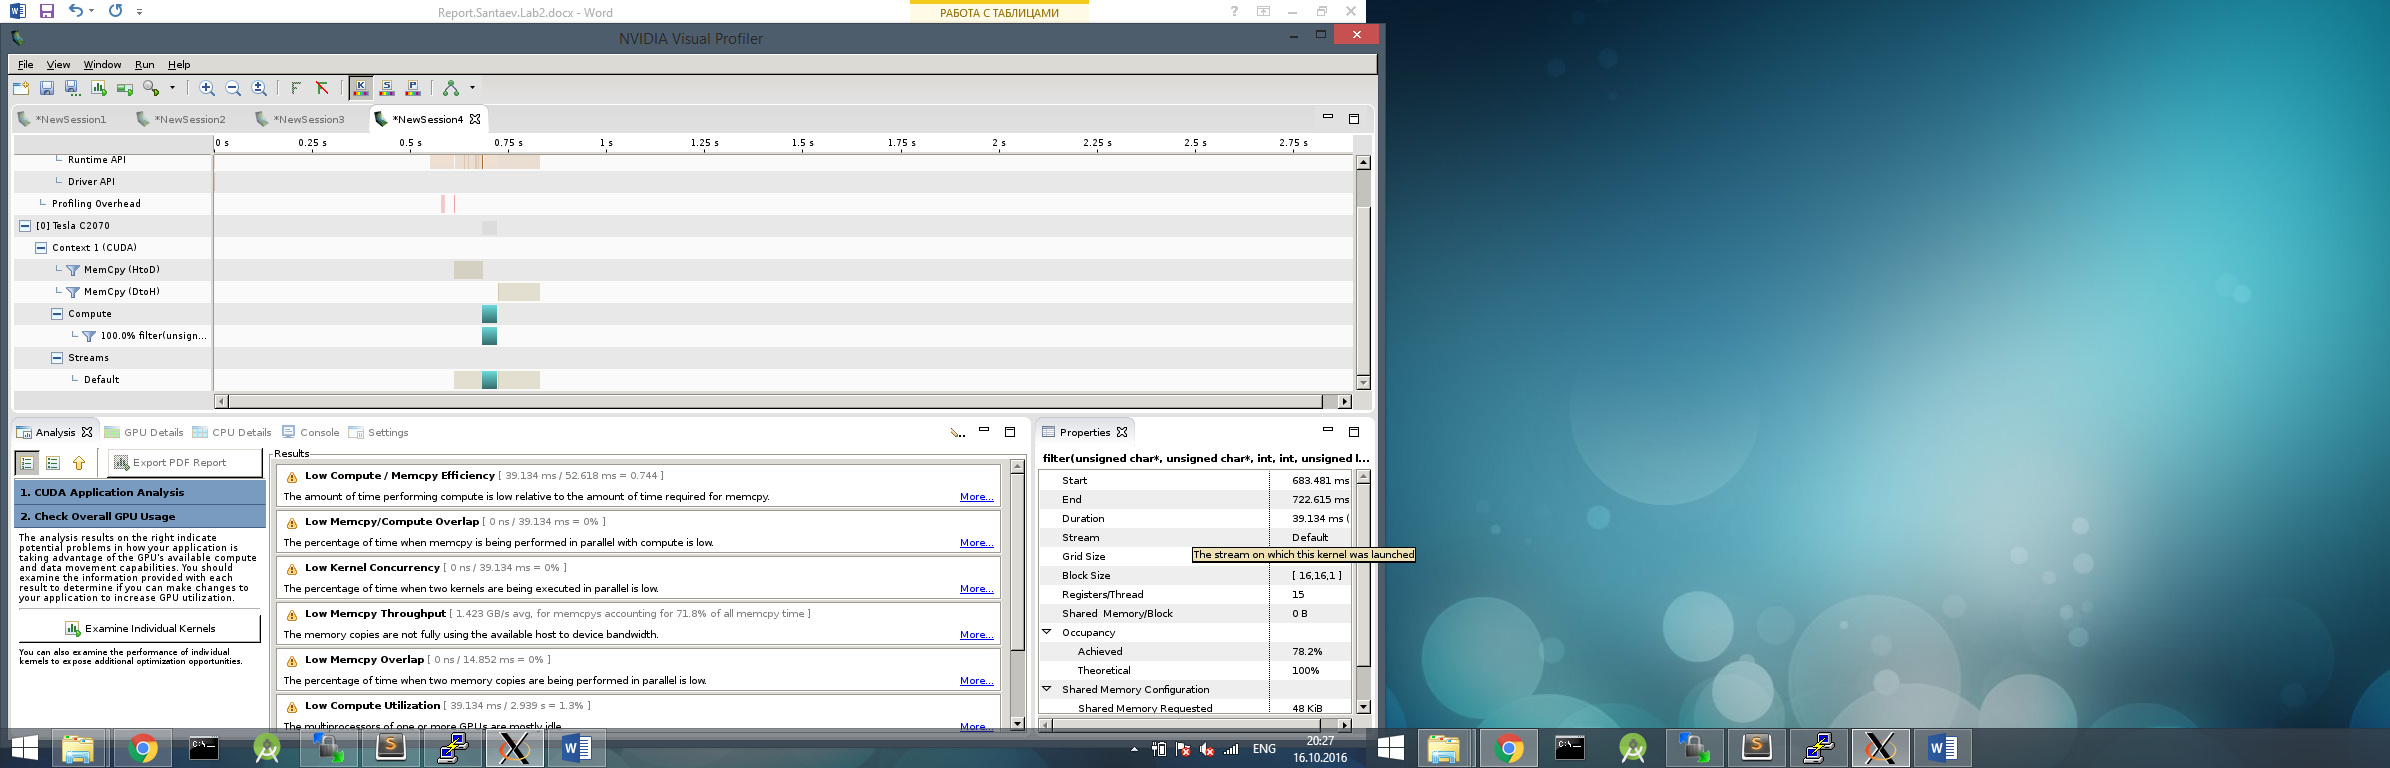 Report.Santaev.Lab2.docx - Word
РАБОТА С ТАБЛИЦАМИ
NVIDIA Visual Profiler
File View Window Run Help
*NewSession1 *NewSession2 *NewSession3 *NewSession4
0 s 0.25 s 0.5 s 0.75 s 1 s 1.25 s 1.5 s 1.75 s 2 s 2.25 s 2.5 s 2.75 s
Runtime API
Driver API
Profiling Overhead
[0] Tesla C2070
Context 1 (CUDA)
MemCpy (HtoD)
MemCpy (DtoH)
Compute
100.0% filter(unsign...
Streams
Default
Analysis GPU Details CPU Details Console Settings
Export PDF Report
1. CUDA Application Analysis
2. Check Overall GPU Usage
The analysis results on the right indicate
potential problems in how your application is
taking advantage of the GPU's available compute
and data movement capabilities. You should
examine the information provided with each
result to determine if you can make changes to
your application to increase GPU utilization.
Examine Individual Kernels
You can also examine the performance of individual
kernels to expose additional optimization opportunities.
Results
Low Compute / Memcpy Efficiency [ 39.134 ms / 52.618 ms = 0.744 ]
The amount of time performing compute is low relative to the amount of time required for memcpy. More...
Low Memcpy/Compute Overlap [ 0 ns / 39.134 ms = 0% ]
The percentage of time when memcpy is being performed in parallel with compute is low. More...
Low Kernel Concurrency [ 0 ns / 39.134 ms = 0% ]
The percentage of time when two kernels are being executed in parallel is low. More...
Low Memcpy Throughput [ 1.423 GB/s avg, for memcpys accounting for 71.8% of all memcpy time ]
The memory copies are not fully using the available host to device bandwidth. More...
Low Memcpy Overlap [ 0 ns / 14.852 ms = 0% ]
The percentage of time when two memory copies are being performed in parallel is low. More...
Low Compute Utilization [ 39.134 ms / 2.939 s = 1.3% ]
The multiprocessors of one or more GPUs are mostly idle. More...
Properties
filter(unsigned char*, unsigned char*, int, int, unsigned l...
Start 683.481 ms
End 722.615 ms
Duration 39.134 ms (
Stream Default
The stream on which this kernel was launched
Grid Size
Block Size [ 16,16,1 ]
Registers/Thread 15
Shared Memory/Block 0 B
Occupancy
Achieved 78.2%
Theoretical 100%
Shared Memory Configuration
Shared Memory Requested 48 KiB
ENG
20:27
16.10.2016